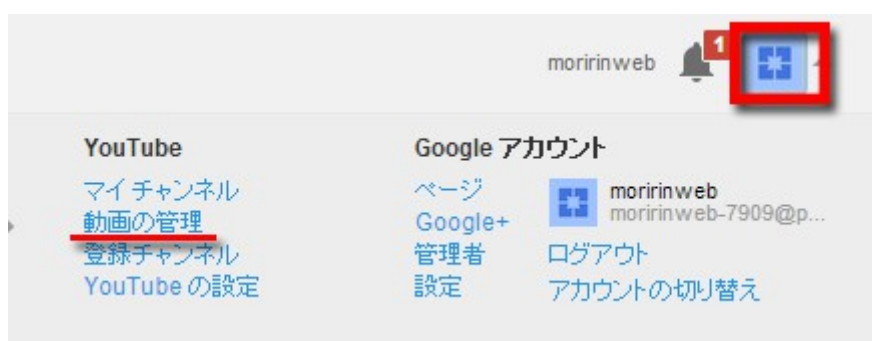 moririnweb 1
YouTube
マイ チャンネル
動画の管理
登録チャンネル
YouTube の設定
Google アカウント
ページ
Google+
管理者
設定
moririnweb
moririnweb-7909@p...
ログアウト
アカウントの切り替え